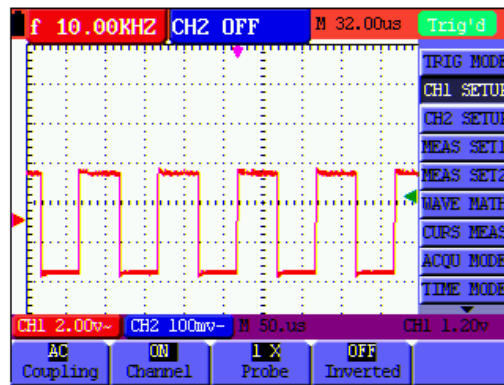 f 10.00KHZ CH2 OFF M 32.00us Trig'd
TRIG MODE
CH1 SETUP
CH2 SETUP
MEAS SET1
MEAS SET2
WAVE MATH
CURS MEAS
ACQU MODE
TIME MODE
CH1 2.00v~ CH2 100mv- M 50.us CH1 1.20v
AC ON 1 X OFF
Coupling Channel Probe Inverted